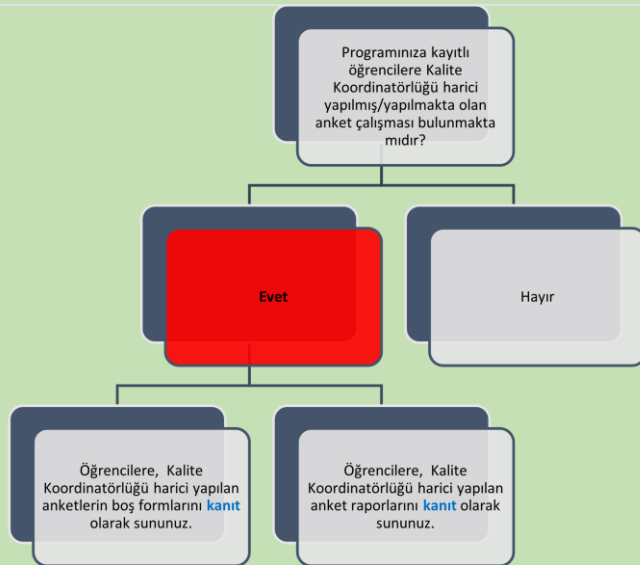 Programınıza kayıtlı
öğrencilere Kalite
Koordinatörlüğü harici
yapılmış/yapılmakta olan
anket çalışması bulunmakta
mıdır?
Evet
Hayır
Öğrencilere, Kalite
Koordinatörlüğü harici yapılan
anketlerin boş formlarını kanıt
olarak sununuz.
Öğrencilere, Kalite
Koordinatörlüğü harici yapılan
anket raporlarını kanıt olarak
sununuz.